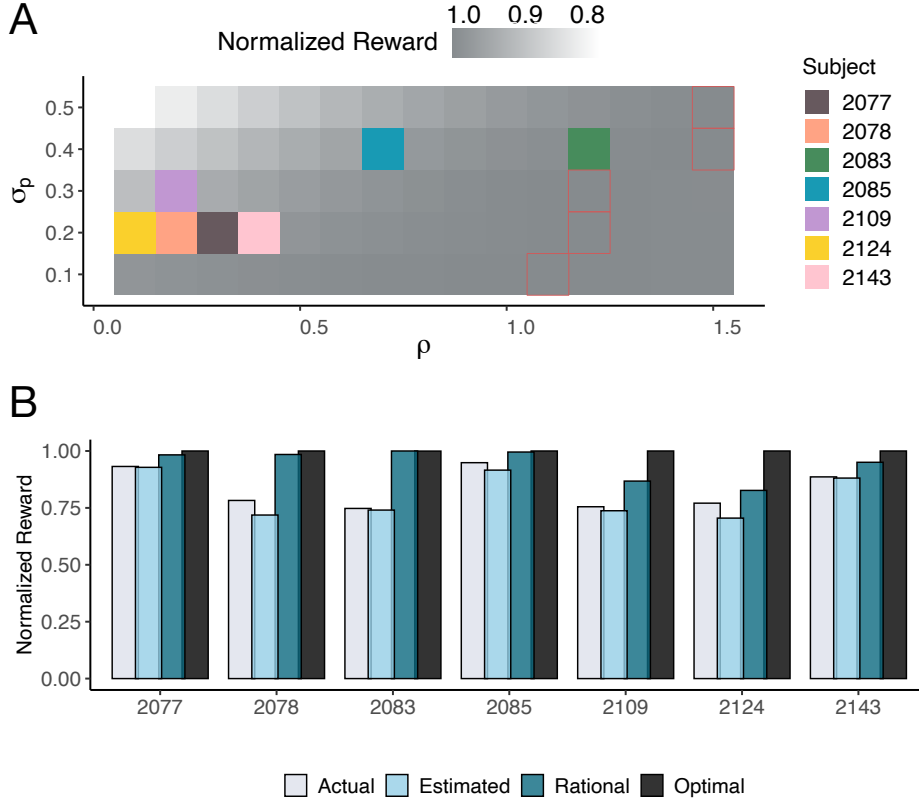 A
1.0 0.9 0.8
Normalized Reward
Subject
2077
2078
2083
2085
2109
2124
2143
σp
0.5
0.4
0.3
0.2
0.1
0.0 0.5 1.0 1.5
ρ
B
Normalized Reward
1.00
0.75
0.50
0.25
0.00
2077 2078 2083 2085 2109 2124 2143
Actual Estimated Rational Optimal